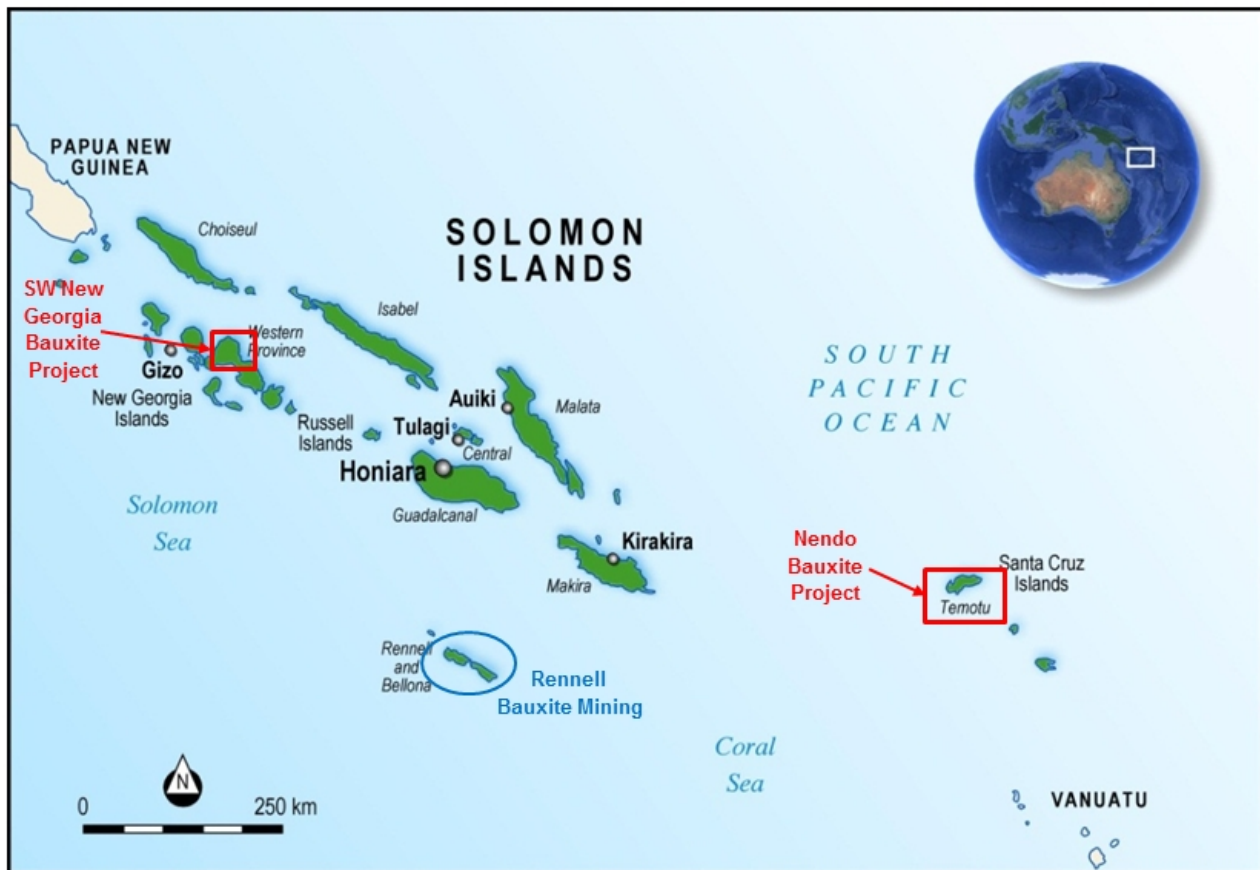 PAPUA NEW
GUINEA
Choiseul
SOLOMON
ISLANDS
SW New
Georgia
Bauxite
Project
Western
Province
Isabel
Gizo
New Georgia
Islands
Russell
Islands
Auiki
Malata
Tulagi
Central
Honiara
Guadalcanal
SOUTH
PACIFIC
OCEAN
Solomon
Sea
Kirakira
Makira
Nendo
Bauxite
Project
Santa Cruz
Islands
Temotu
Rennell
and
Bellona
Rennell
Bauxite Mining
Coral
Sea
N
0 250 km
VANUATU